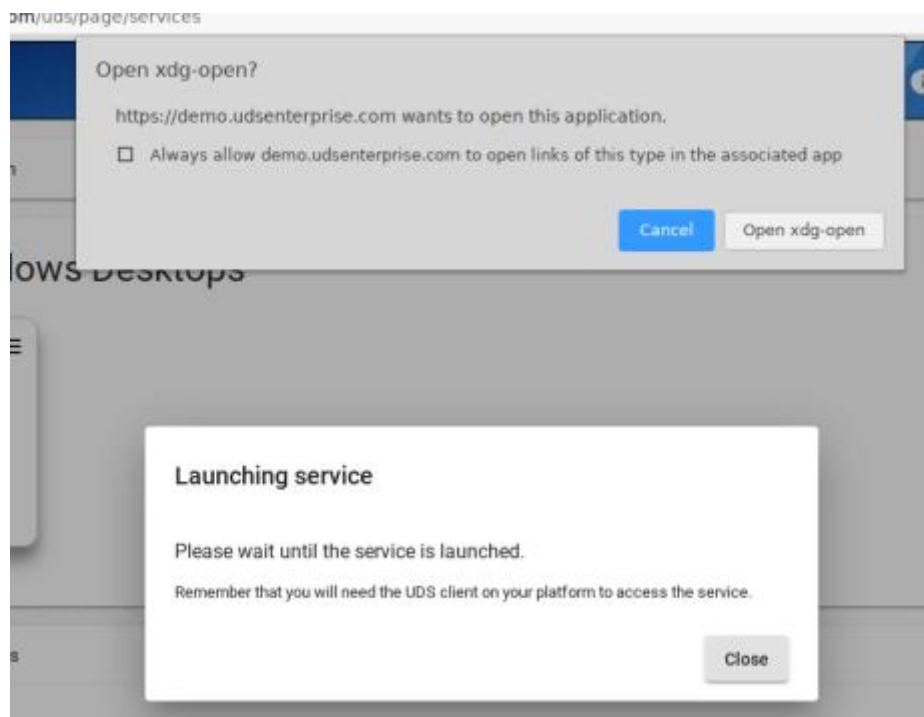 om/uds/page/services
Open xdg-open?
https://demo.udsenterprise.com wants to open this application.
Always allow demo.udsenterprise.com to open links of this type in the associated app
Cancel
Open xdg-open
lows Desktops
Launching service
Please wait until the service is launched.
Remember that you will need the UDS client on your platform to access the service.
Close
s